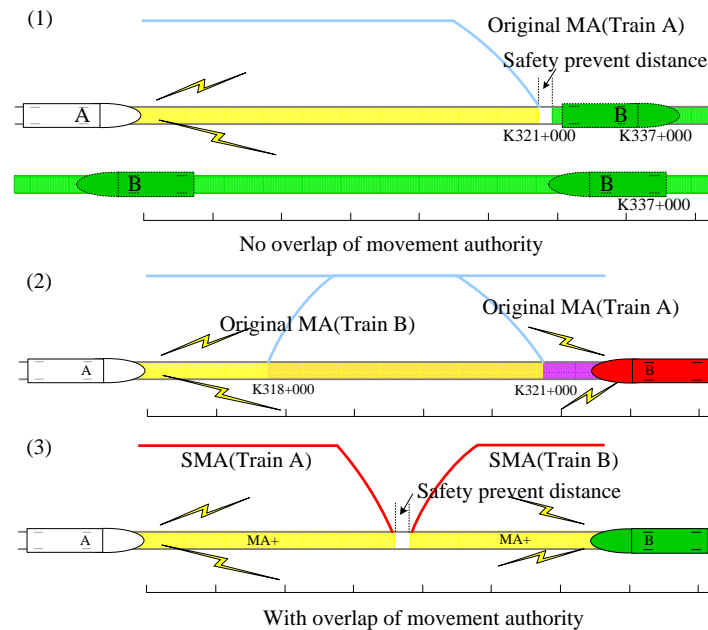 (1)
Original MA(Train A)
Safety prevent distance
A
B
K321+000
K337+000
B
B
K337+000
No overlap of movement authority
(2)
Original MA(Train A)
Original MA(Train B)
A
B
K318+000
K321+000
(3)
SMA(Train A)
SMA(Train B)
Safety prevent distance
A
MA+
MA+
B
With overlap of movement authority